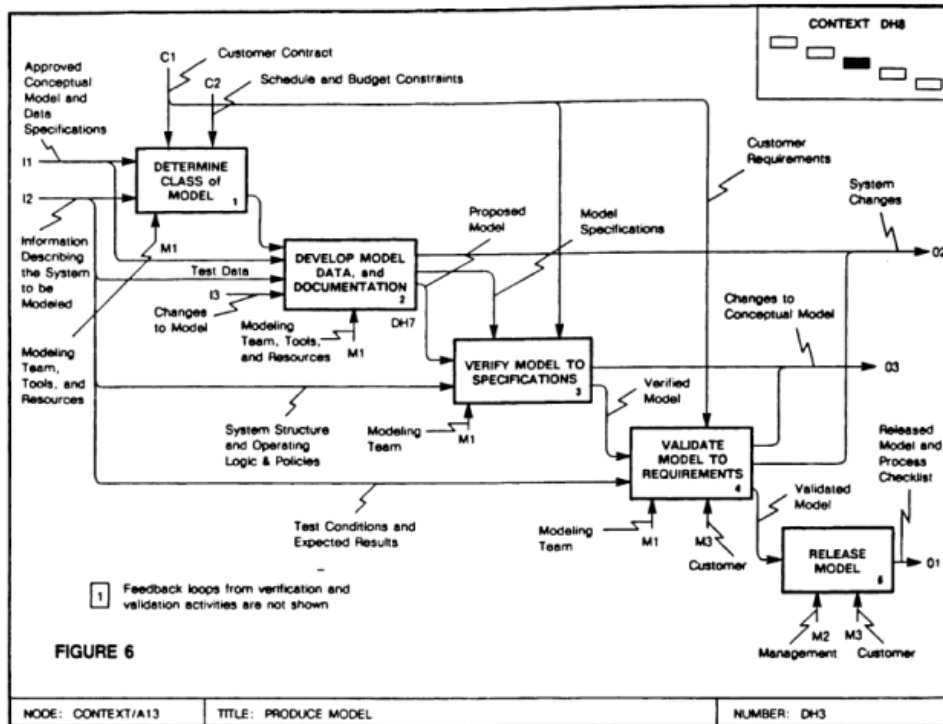 CONTEXT DH8
C1
Customer Contract
C2
Schedule and Budget Constraints
Approved
Conceptual
Model and
Data
Specifications
I1
I2
DETERMINE
CLASS of
MODEL
1
M1
Information
Describing
the System
to be
Modeled
Customer
Requirements
System
Changes
O2
Proposed
Model
Model
Specifications
Test Data
DEVELOP MODEL
DATA, and
DOCUMENTATION
2
I3
Changes
to Model
DH7
Modeling
Team, Tools,
and Resources
M1
Modeling
Team,
Tools, and
Resources
Changes to
Conceptual Model
O3
VERIFY MODEL TO
SPECIFICATIONS
3
Verified
Model
Modeling
Team
M1
System Structure
and Operating
Logic & Policies
VALIDATE
MODEL TO
REQUIREMENTS
4
Released
Model and
Process
Checklist
Validated
Model
Test Conditions and
Expected Results
Modeling
Team
M1
M3
Customer
RELEASE
MODEL
5
O1
M2
M3
Management
Customer
1
Feedback loops from verification and
validation activities are not shown
FIGURE 6
NODE: CONTEXT/A13
TITLE: PRODUCE MODEL
NUMBER: DH3